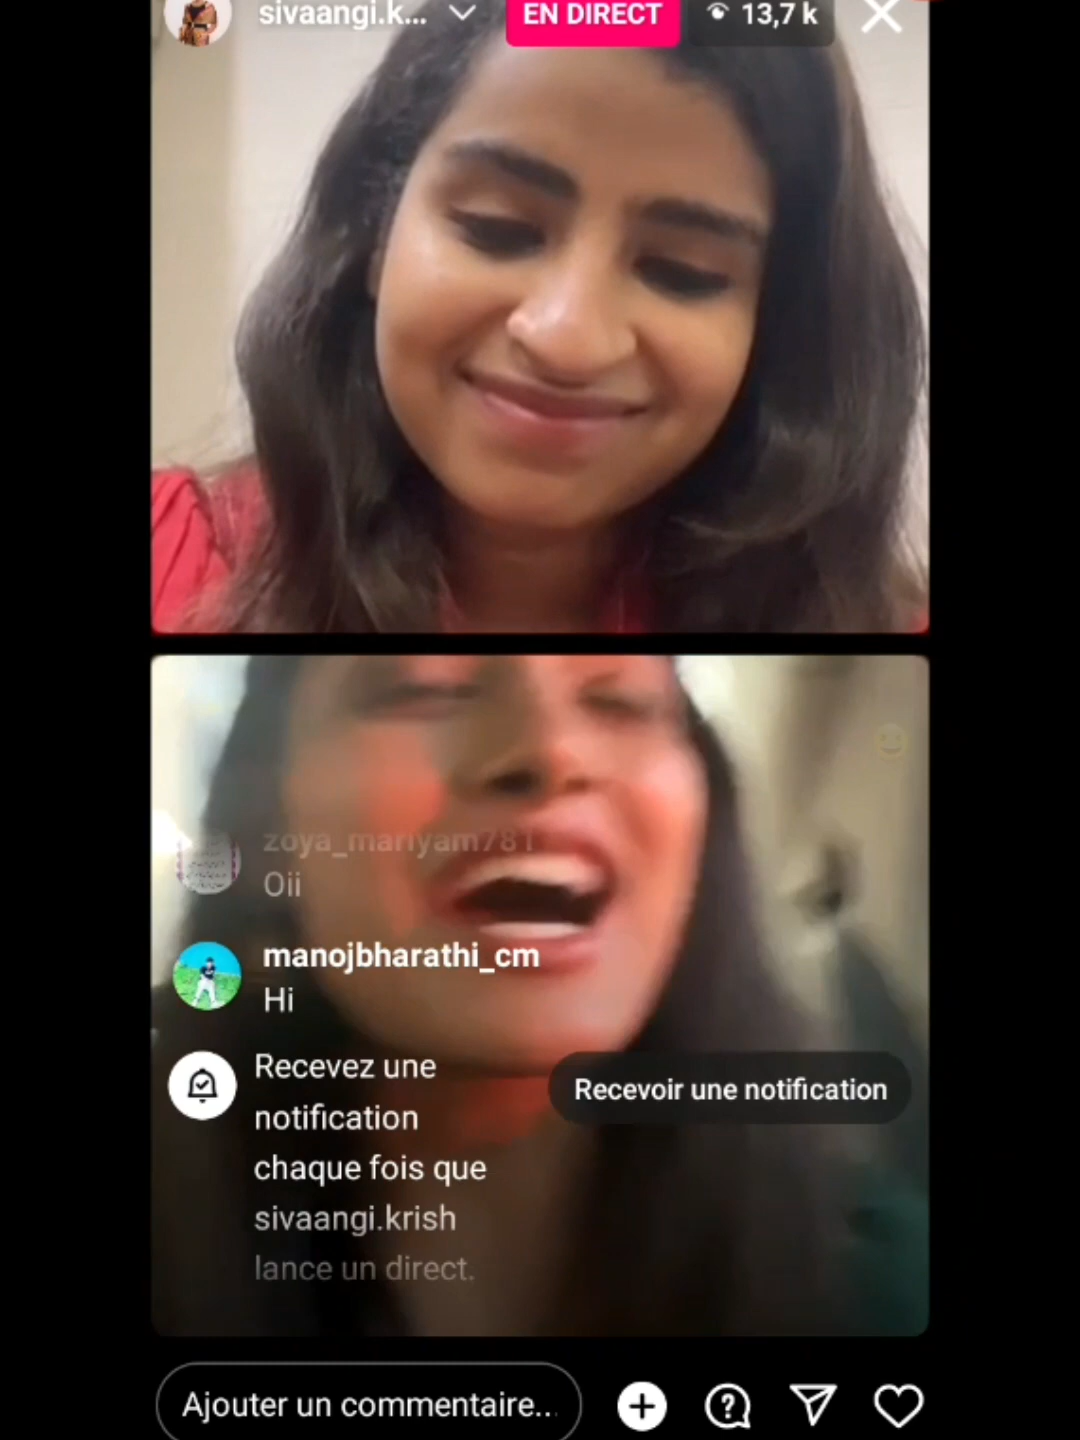 sivaangi.k...
EN DIRECT
13,7 k
zoya_mariyam781
Oii
manojbharathi_cm
Hi
Recevez une
notification
chaque fois que
sivaangi.krish
lance un direct.
Recevoir une notification
Ajouter un commentaire...